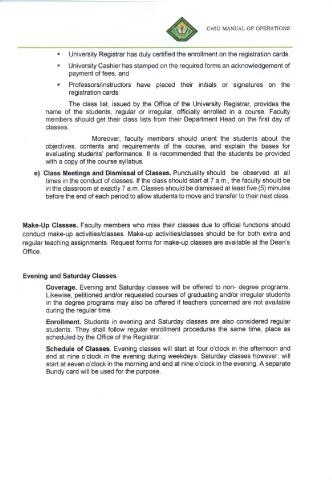 CvSU MANUAL OF OPERATIONS
• University Registrar has duly certified the enrollment on the registration cards.
• University Cashier has stamped on the required forms an acknowledgement of
payment of fees, and
• Professors/instructors have placed their initials or signatures on the
registration cards.
The class list, issued by the Office of the University Registrar, provides the
name of the students, regular or irregular, officially enrolled in a course. Faculty
members should get their class lists from their Department Head on the first day of
classes.
Moreover, faculty members should orient the students about the
objectives, contents and requirements of the course, and explain the bases for
evaluating students' performance. It is recommended that the students be provided
with a copy of the course syllabus.
e) Class Meetings and Dismissal of Classes. Punctuality should be observed at all
times in the conduct of classes. If the class should start at 7 a.m., the faculty should be
in the classroom at exactly 7 a.m. Classes should be dismissed at least five (5) minutes
before the end of each period to allow students to move and transfer to their next class.
Make-Up Classes. Faculty members who miss their classes due to official functions should
conduct make-up activities/classes. Make-up activities/classes should be for both extra and
regular teaching assignments. Request forms for make-up classes are available at the Dean's
Office.
Evening and Saturday Classes
Coverage. Evening and Saturday classes will be offered to non- degree programs.
Likewise, petitioned and/or requested courses of graduating and/or irregular students
in the degree programs may also be offered if teachers concerned are not available
during the regular time.
Enrollment. Students in evening and Saturday classes are also considered regular
students. They shall follow regular enrollment procedures the same time, place as
scheduled by the Office of the Registrar.
Schedule of Classes. Evening classes will start at four o'clock in the afternoon and
end at nine o'clock in the evening during weekdays. Saturday classes however, will
start at seven o'clock in the morning and end at nine o'clock in the evening. A separate
Bundy card will be used for the purpose.